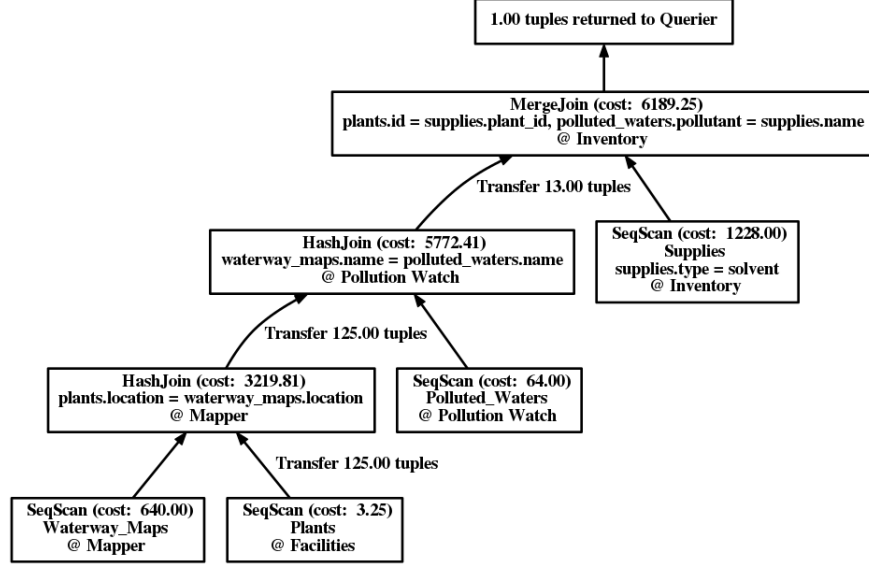 1.00 tuples returned to Querier
MergeJoin (cost: 6189.25)
plants.id = supplies.plant_id, polluted_waters.pollutant = supplies.name
@ Inventory
Transfer 13.00 tuples
HashJoin (cost: 5772.41)
waterway_maps.name = polluted_waters.name
@ Pollution Watch
SeqScan (cost: 1228.00)
Supplies
supplies.type = solvent
@ Inventory
Transfer 125.00 tuples
HashJoin (cost: 3219.81)
plants.location = waterway_maps.location
@ Mapper
SeqScan (cost: 64.00)
Polluted_Waters
@ Pollution Watch
Transfer 125.00 tuples
SeqScan (cost: 640.00)
Waterway_Maps
@ Mapper
SeqScan (cost: 3.25)
Plants
@ Facilities